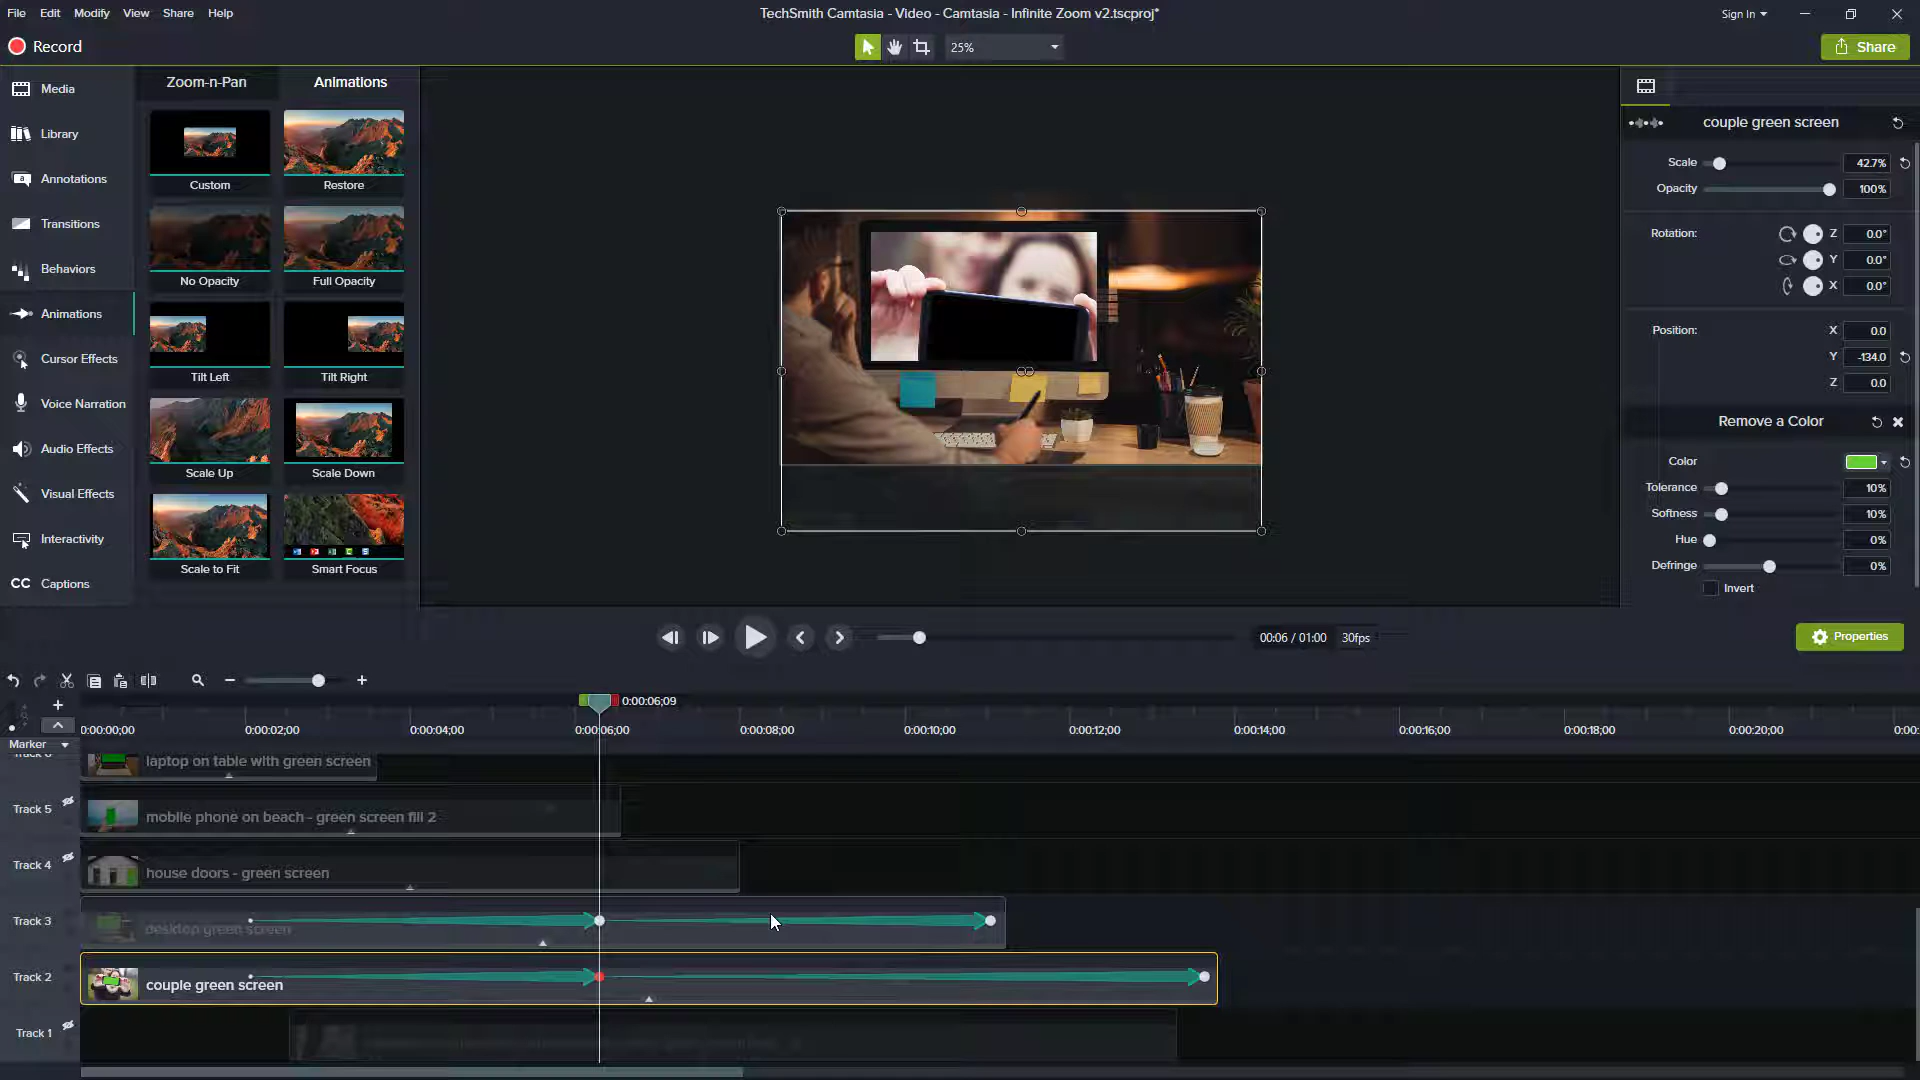 File Edit Modify View Share Help
TechSmith Camtasia - Video - Camtasia - Infinite Zoom v2.tscproj*
Sign In
Record
25%
Share
Media
Library
Annotations
Transitions
Behaviors
Animations
Cursor Effects
Voice Narration
Audio Effects
Visual Effects
Interactivity
CC Captions
Zoom-n-Pan Animations
Custom Restore
No Opacity Full Opacity
Tilt Left Tilt Right
Scale Up Scale Down
Scale to Fit Smart Focus
couple green screen
Scale 42.7%
Opacity 100%
Rotation: Z 0.0°
Y 0.0°
X 0.0°
Position: X 0.0
Y -134.0
Z 0.0
Remove a Color
Color
Tolerance 10%
Softness 10%
Hue 0%
Defringe 0%
Invert
00:06 / 01:00 30fps
Properties
0:00:06;09
0:00:00;00 0:00:02;00 0:00:04;00 0:00:06;00 0:00:08;00 0:00:10;00 0:00:12;00 0:00:14;00 0:00:16;00 0:00:18;00 0:00:20;00 0:00:
Marker
laptop on table with green screen
Track 5 mobile phone on beach - green screen fill 2
Track 4 house doors - green screen
Track 3 desktop green screen
Track 2 couple green screen
Track 1